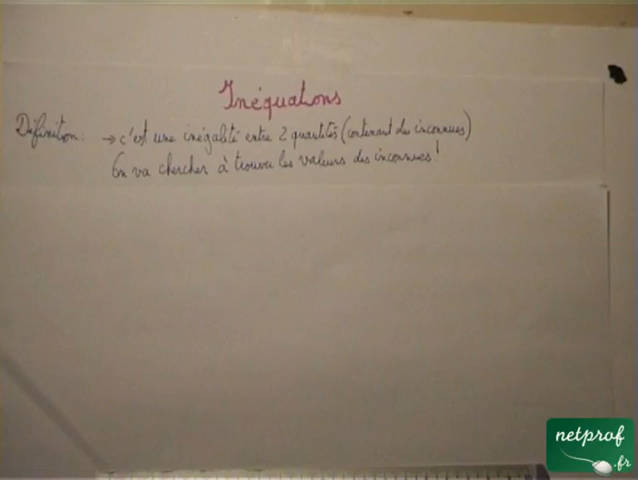 Inéquations
Définition: → c'est une inégalité entre 2 quantités (contenant des inconnues)
On va chercher à trouver les valeurs des inconnues!
netprof
.fr